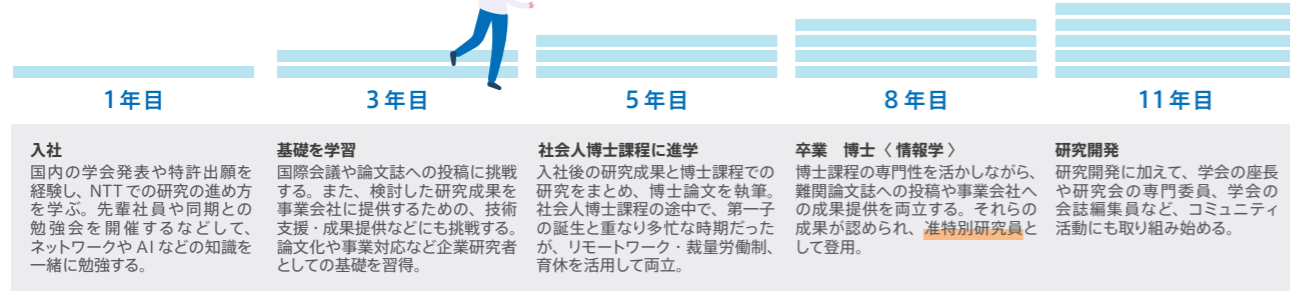 1年目
入社
国内の学会発表や特許出願を
経験し、NTTでの研究の進め方
を学ぶ。先輩社員や同期との
勉強会を開催するなどして、
ネットワークやAIなどの知識を
一緒に勉強する。
3年目
基礎を学習
国際会議や論文誌への投稿に挑戦
する。また、検討した研究成果を
事業会社に提供するための、技術
支援・成果提供などにも挑戦する。
論文化や事業対応など企業研究者
としての基礎を習得。
5年目
社会人博士課程に進学
入社後の研究成果と博士課程での
研究をまとめ、博士論文を執筆。
社会人博士課程の途中で、第一子
の誕生と重なり多忙な時期だった
が、リモートワーク・裁量労働制、
育休を活用して両立。
8年目
卒業 博士〈情報学〉
博士課程の専門性を活かしながら、
難関論文誌への投稿や事業会社へ
の成果提供を両立する。それらの
成果が認められ、准特別研究員と
して登用。
11年目
研究開発
研究開発に加えて、学会の座長
や研究会の専門委員、学会の
会誌編集員など、コミュニティ
活動にも取り組み始める。